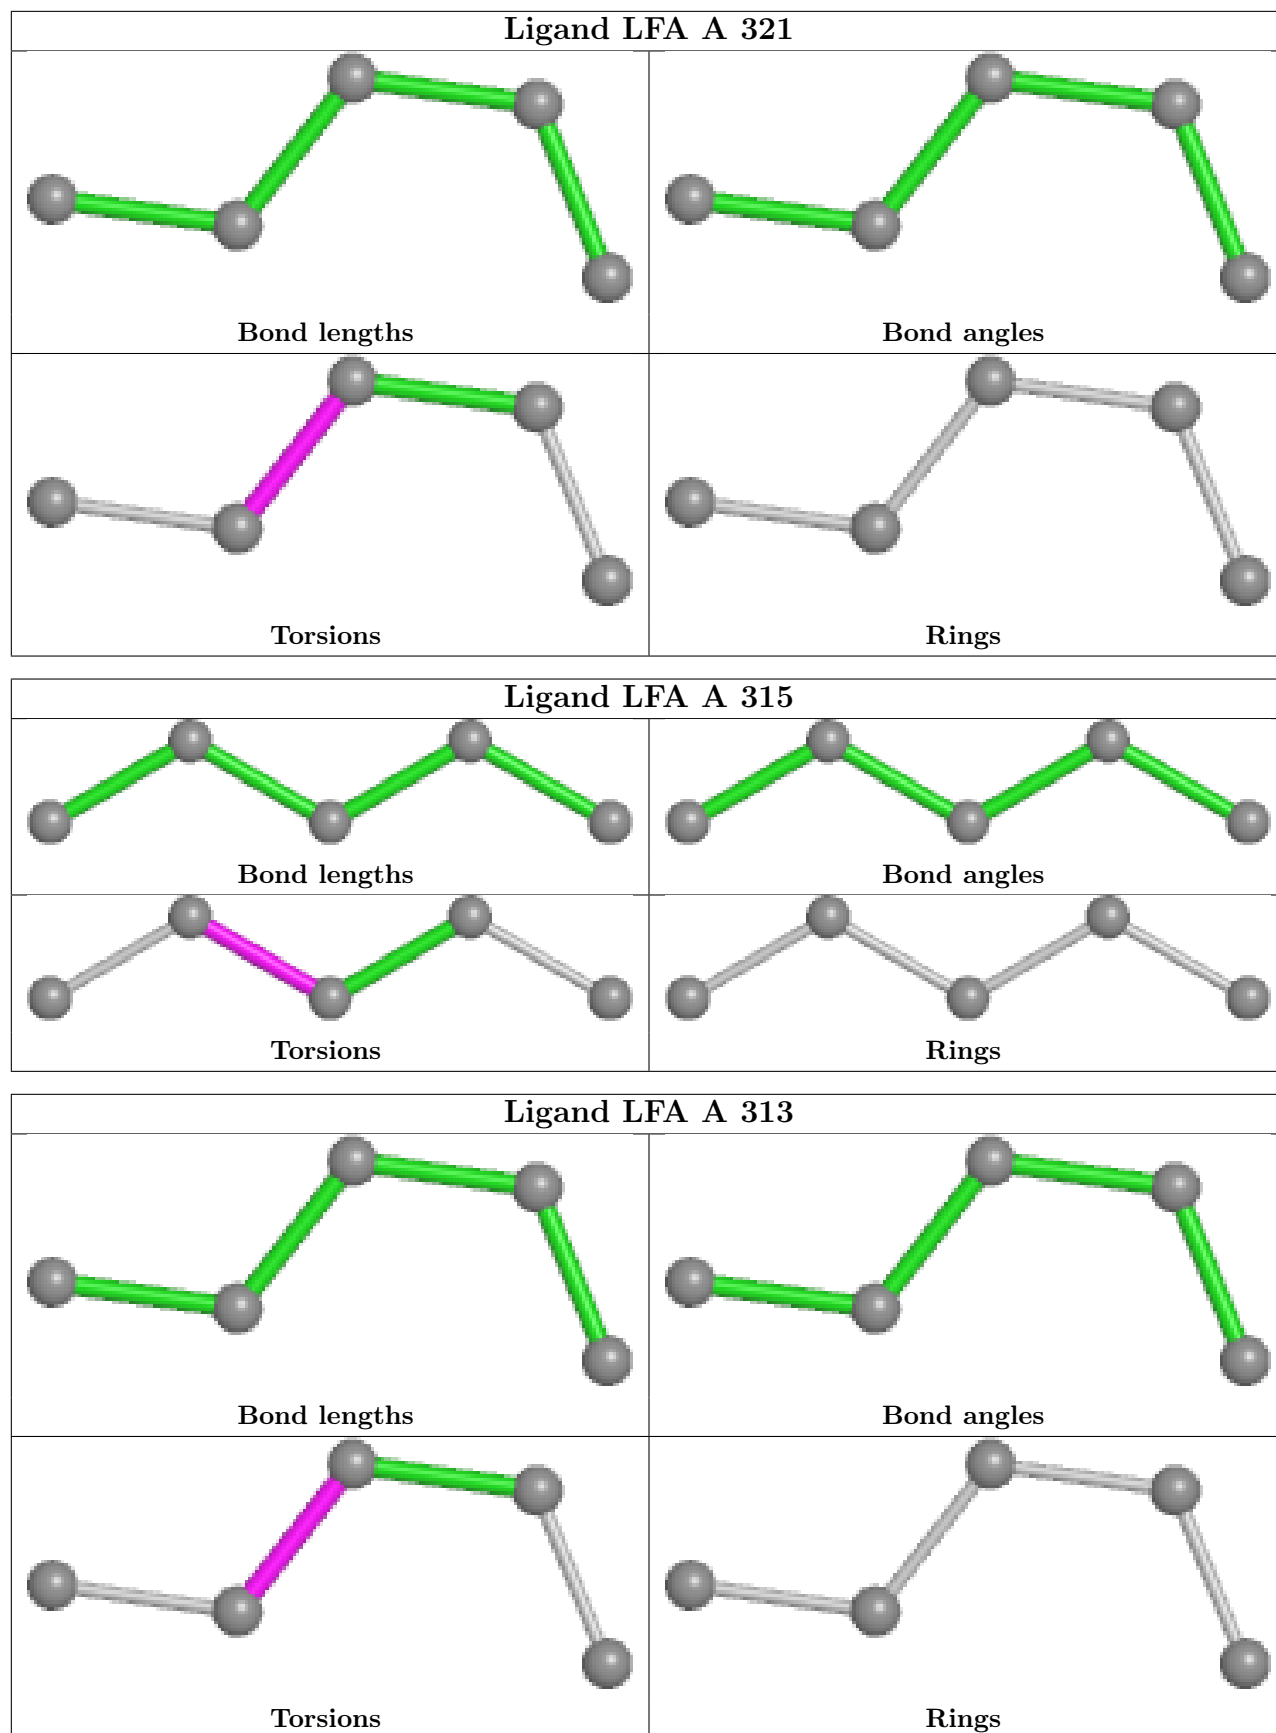 Ligand LFA A 321
Bond lengths
Bond angles
Torsions
Rings
Ligand LFA A 315
Bond lengths
Bond angles
Torsions
Rings
Ligand LFA A 313
Bond lengths
Bond angles
Torsions
Rings